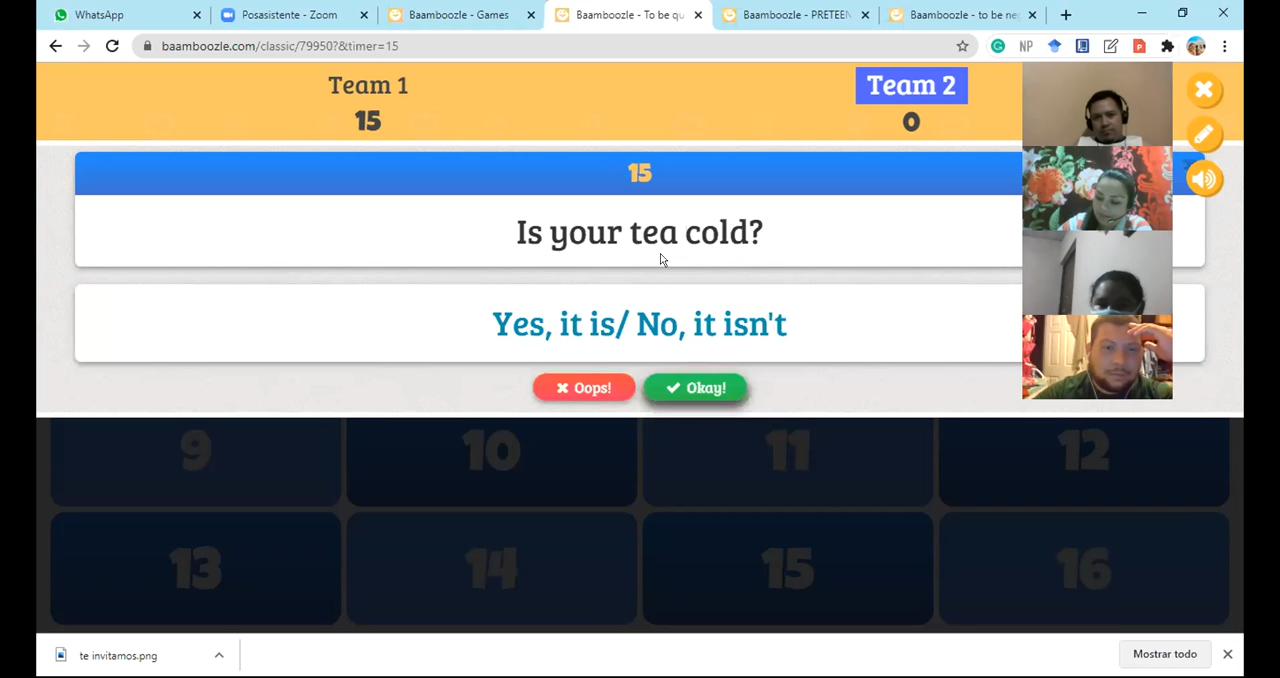 WhatsApp
Posasistente - Zoom
Baamboozle - Games
Baamboozle - To be qu
Baamboozle - PRETEEN
Baamboozle - to be neg
baamboozle.com/classic/79950?&timer=15
NP
Team 1
15
Team 2
0
15
Is your tea cold?
Yes, it is/ No, it isn't
Oops!
Okay!
9
10
11
12
13
14
15
16
te invitamos.png
Mostrar todo